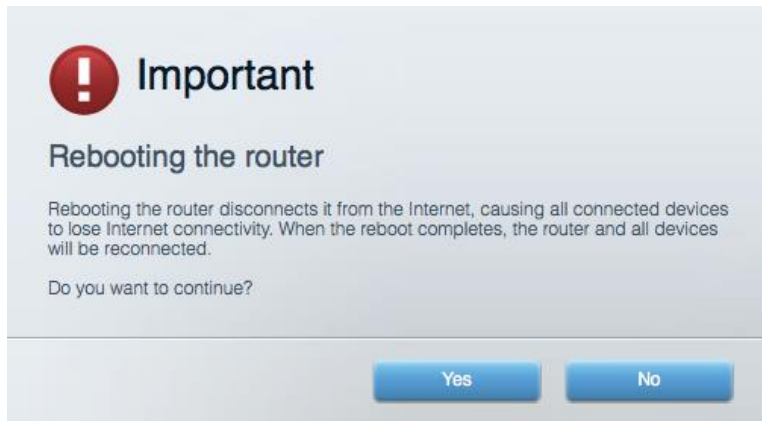 Important
Rebooting the router
Rebooting the router disconnects it from the Internet, causing all connected devices
to lose Internet connectivity. When the reboot completes, the router and all devices
will be reconnected.
Do you want to continue?
Yes No